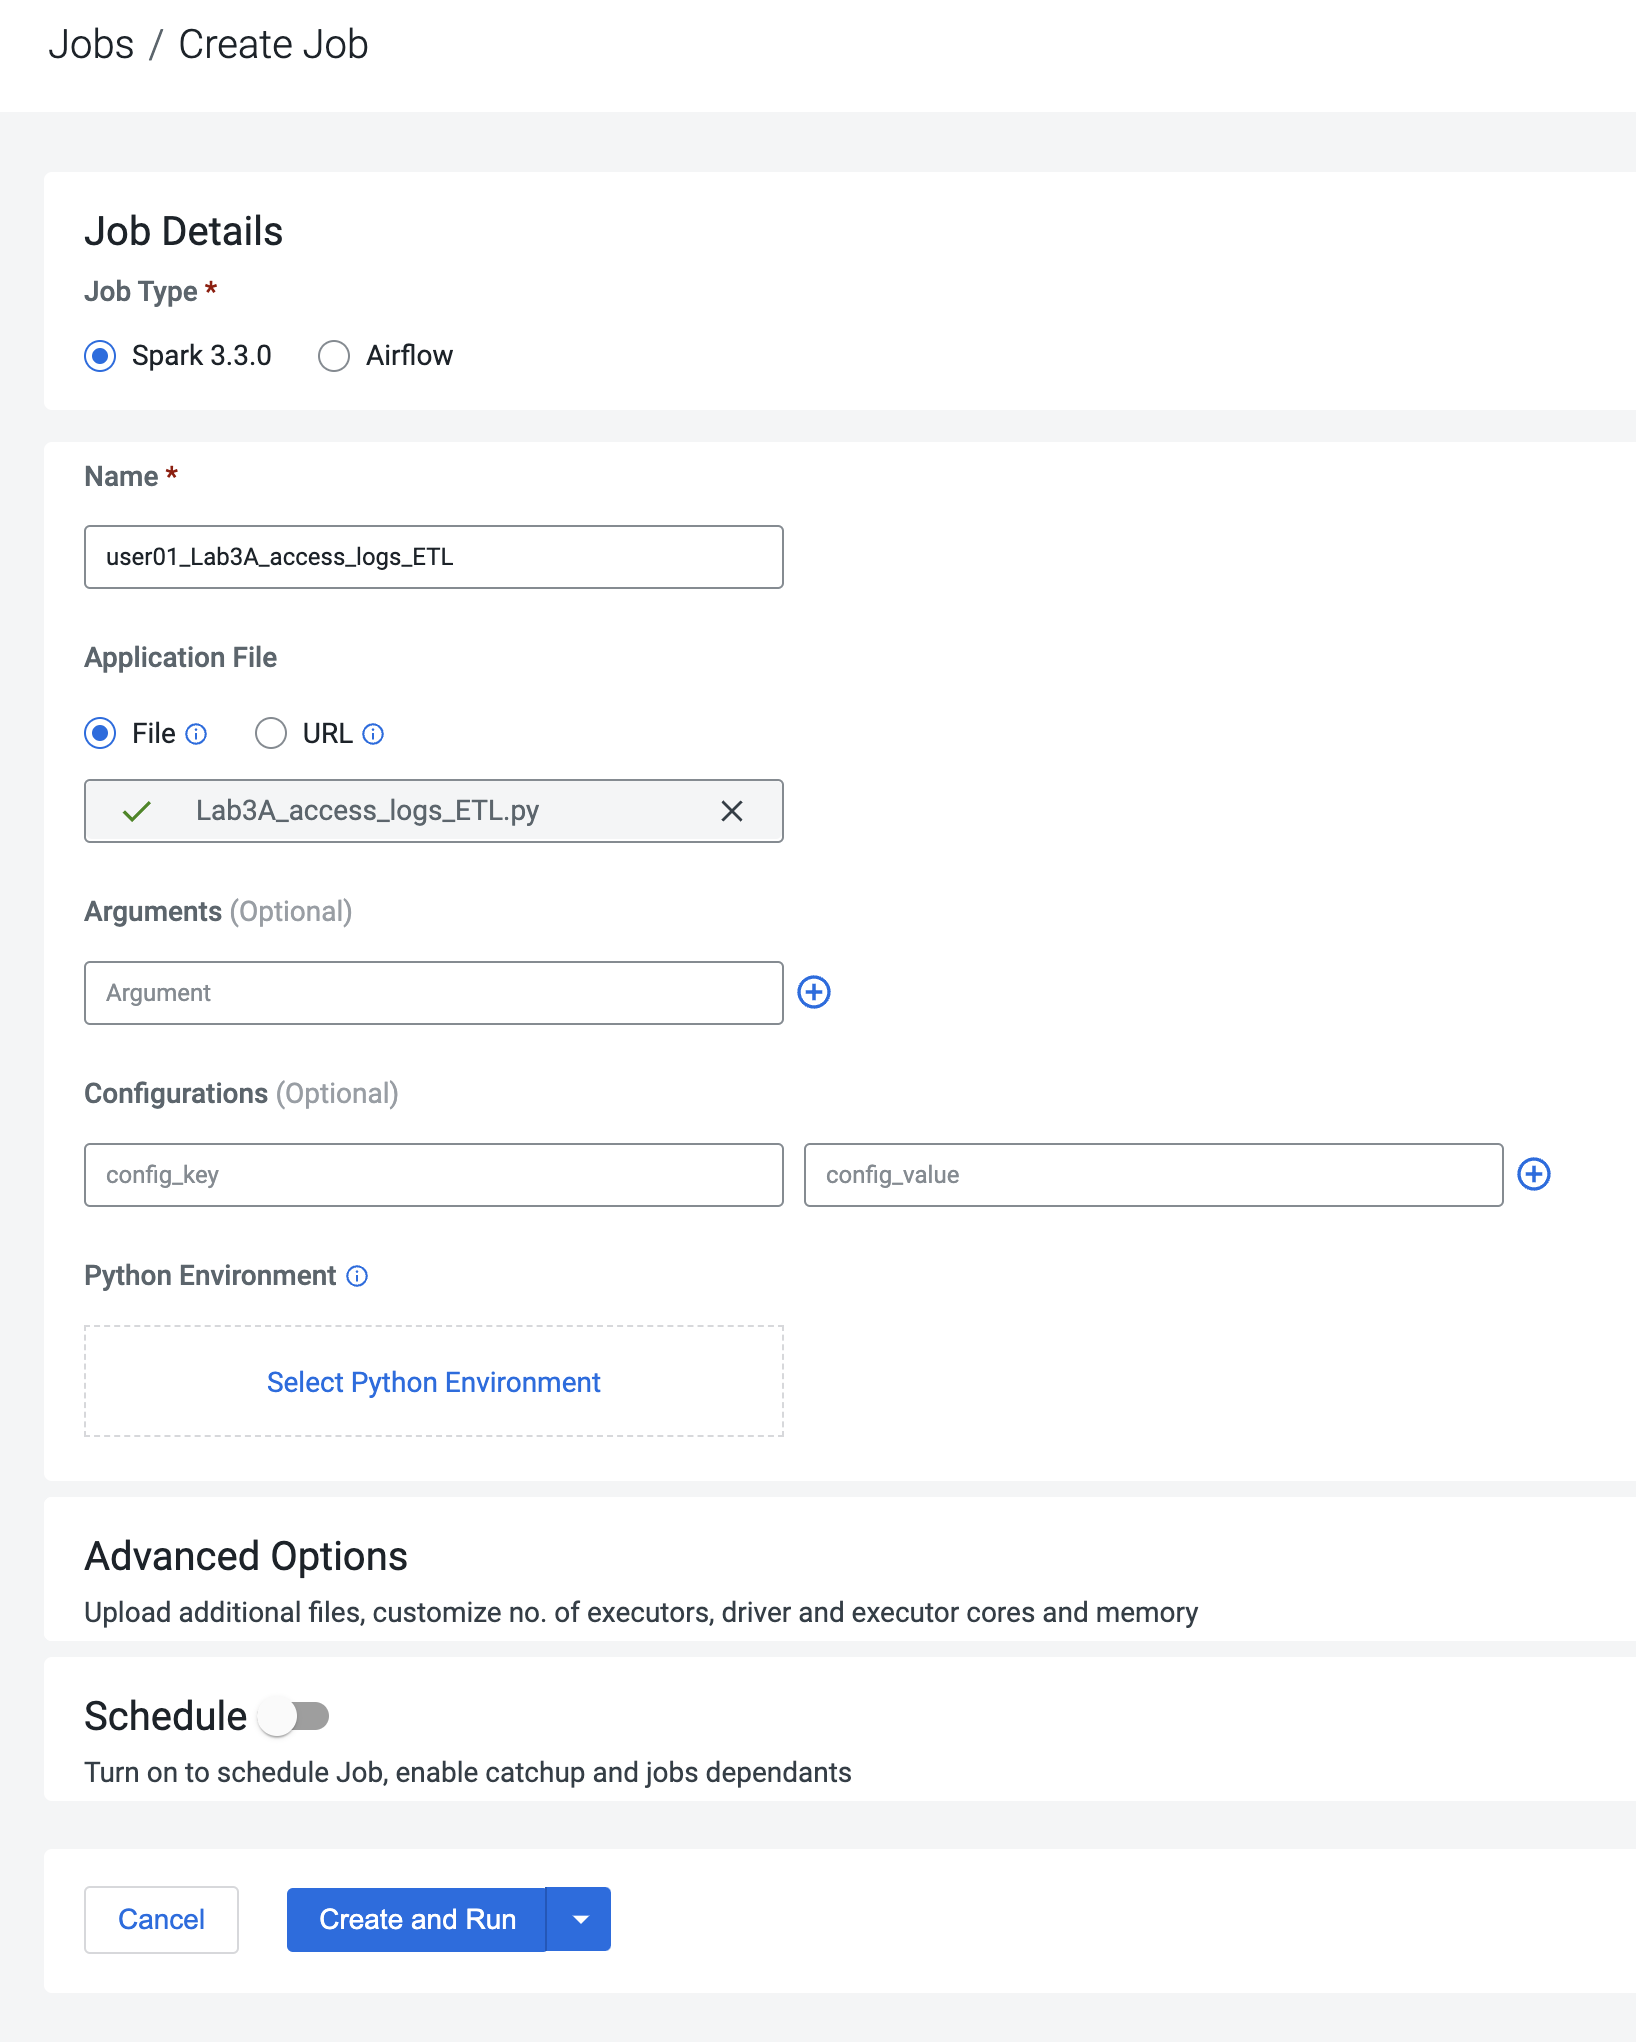 Jobs / Create Job
Job Details
Job Type *
Spark 3.3.0 Airflow
Name *
user01_Lab3A_access_logs_ETL
Application File
File URL
Lab3A_access_logs_ETL.py
Arguments (Optional)
Argument
Configurations (Optional)
config_key config_value
Python Environment
Select Python Environment
Advanced Options
Upload additional files, customize no. of executors, driver and executor cores and memory
Schedule
Turn on to schedule Job, enable catchup and jobs dependants
Cancel Create and Run